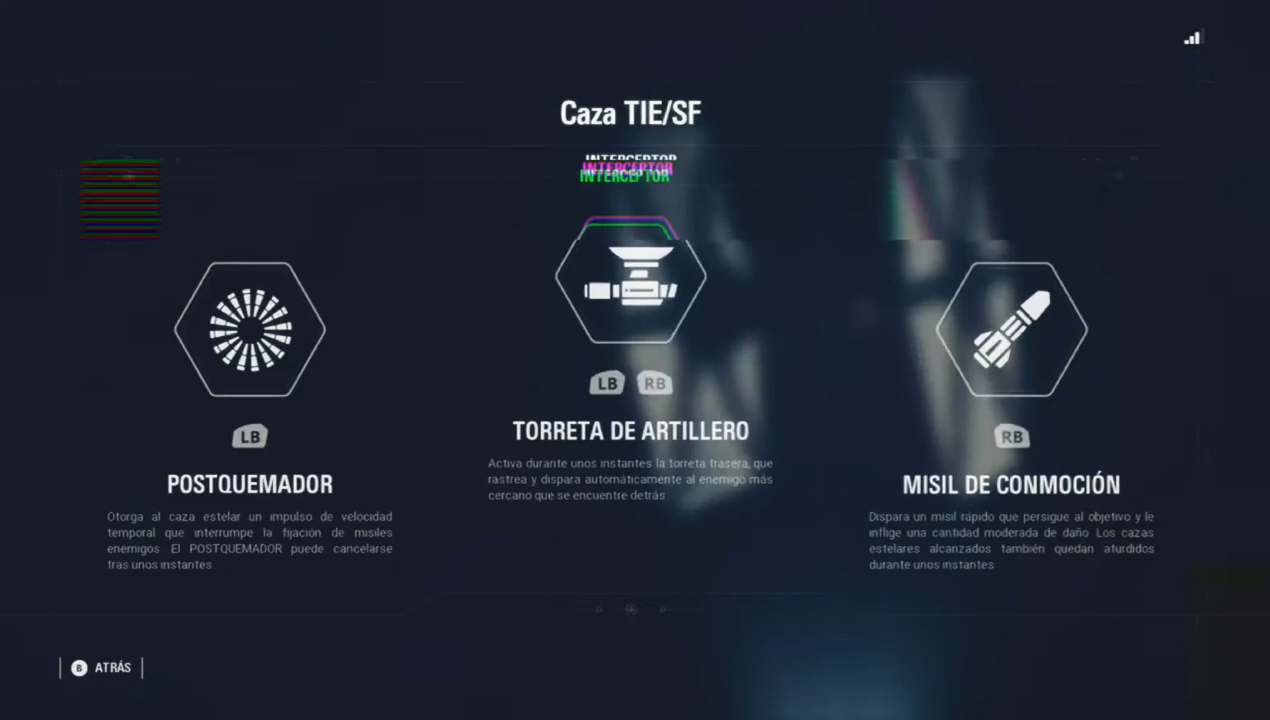 Caza TIE/SF
INTERCEPTOR
LB
POSTQUEMADOR
Otorga al caza estelar un impulso de velocidad
temporal que interrumpe la fijación de misiles
enemigos. El POSTQUEMADOR puede cancelarse
tras unos instantes.
LB RB
TORRETA DE ARTILLERO
Activa durante unos instantes la torreta trasera, que
rastrea y dispara automáticamente al enemigo más
cercano que se encuentre detrás.
RB
MISIL DE CONMOCIÓN
Dispara un misil rápido que persigue al objetivo y le
inflige una cantidad moderada de daño. Los cazas
estelares alcanzados también quedan aturdidos
durante unos instantes.
B ATRÁS